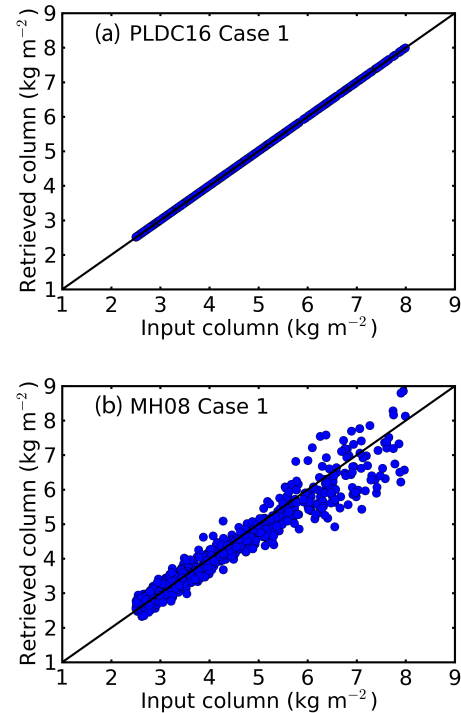 (a) PLDC16 Case 1
Retrieved column (kg m⁻²)
9
8
7
6
5
4
3
2
1
1 2 3 4 5 6 7 8 9
Input column (kg m⁻²)
(b) MH08 Case 1
Retrieved column (kg m⁻²)
9
8
7
6
5
4
3
2
1
1 2 3 4 5 6 7 8 9
Input column (kg m⁻²)